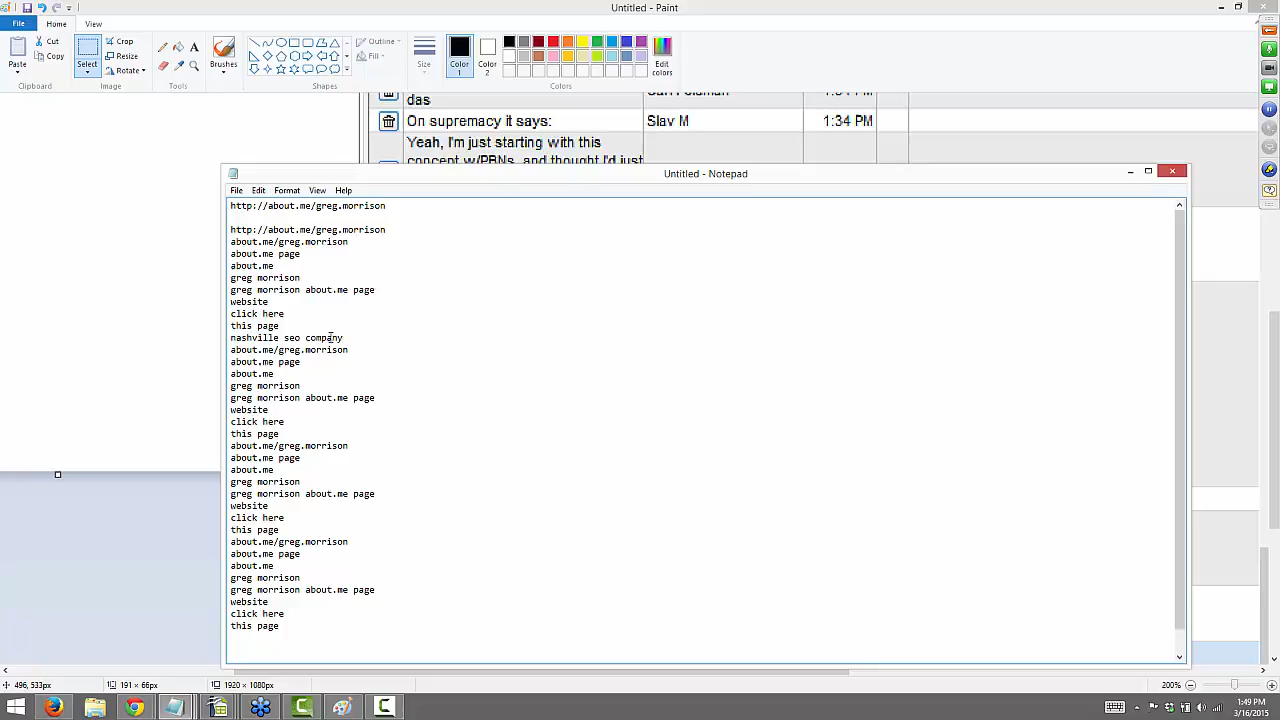 Untitled - Paint
File Home View
Paste
Cut
Copy
Clipboard
Select
Crop
Resize
Rotate
Image
Tools
Brushes
Shapes
Outline
Fill
Size
Color 1
Color 2
Edit colors
Colors
das
1:34 PM
On supremacy it says: Slav M 1:34 PM
Yeah, I'm just starting with this
concept w/PBNs, and thought I'd just
Untitled - Notepad
File Edit Format View Help
http://about.me/greg.morrison
http://about.me/greg.morrison
about.me/greg.morrison
about.me page
about.me
greg morrison
greg morrison about.me page
website
click here
this page
nashville seo company
about.me/greg.morrison
about.me page
about.me
greg morrison
greg morrison about.me page
website
click here
this page
about.me/greg.morrison
about.me page
about.me
greg morrison
greg morrison about.me page
website
click here
this page
about.me/greg.morrison
about.me page
about.me
greg morrison
greg morrison about.me page
website
click here
this page
496, 533px
191 × 66px
1920 × 1080px
200%
1:49 PM
3/16/2015